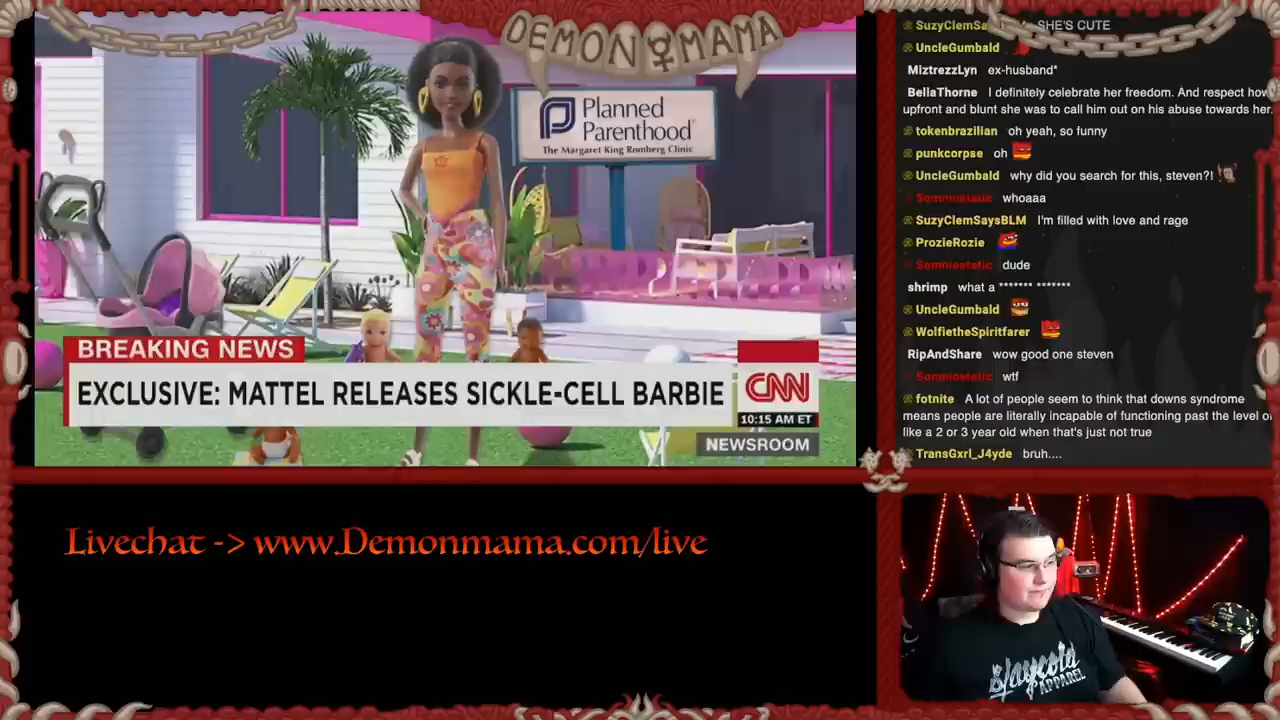 DEMON MAMA
Planned
Parenthood®
The Margaret King Romberg Clinic
BREAKING NEWS
EXCLUSIVE: MATTEL RELEASES SICKLE-CELL BARBIE
CNN
10:15 AM ET
NEWSROOM
SHE'S CUTE
UncleGumbald
MiztrezzLyn ex-husband*
BellaThorne I definitely celebrate her freedom. And respect how
upfront and blunt she was to call him out on his abuse towards her.
tokenbrazilian oh yeah, so funny
punkcorpse oh
UncleGumbald why did you search for this, steven?!
Somniostatic whoaaa
SuzyClemSaysBLM I'm filled with love and rage
ProzieRozie
Somniostatic dude
shrimp what a ******* *******
UncleGumbald
WolfietheSpiritfarer
RipAndShare wow good one steven
Somniostatic wtf
fotnite A lot of people seem to think that downs syndrome
means people are literally incapable of functioning past the level of
like a 2 or 3 year old when that's just not true
TransGxrl_J4yde bruh....
Livechat -> www.Demonmama.com/live
Slaycoid
APPAREL